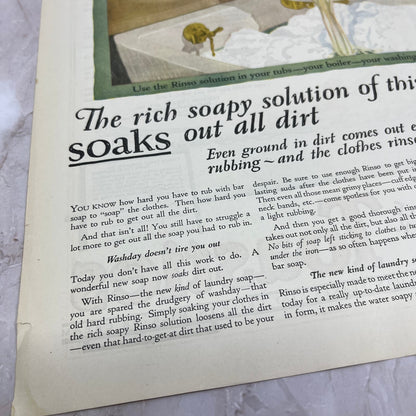 Use the Rinso solution in your tubs—your boiler—your washing
The rich soapy solution of this
soaks out all dirt
Even ground in dirt comes out
rubbing ~ and the clothes rinse
YOU KNOW how hard you have to rub with bar
soap to "soap" the clothes. Then how hard you
have to rub to get out all the dirt.
And that isn't all! You still have to struggle a
lot more to get out all the soap you had to rub in.
Washday doesn't tire you out
Today you don't have all this work to do. A
wonderful new soap now soaks dirt out.
With Rinso—the new kind of laundry soap—
you are spared the drudgery of washday—that
old hard rubbing. Simply soaking your clothes in
the rich soapy Rinso solution loosens all the dirt
—even that hard-to-get-at dirt that used to be your
despair. Be sure to use enough Rinso to get big
lasting suds after the clothes have been put
Then even all those mean grimy places—cuff
neck bands, etc.—come spotless for you with
a light rubbing.
And then you get a good thorough
takes out not only all the dirt, but also all
No bits of soap left sticking to clothes to
under the iron—as so often happens
bar soap.
The new kind of laundry
Rinso is especially made to meet the
today for a really up-to-date
in form, it makes the water soapy